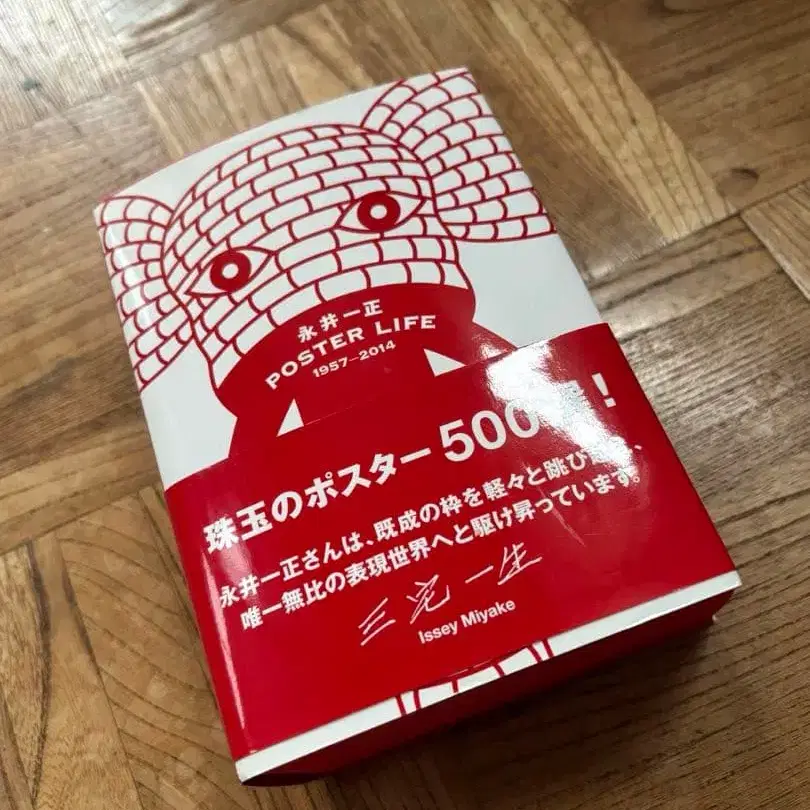 永井一正
POSTER LIFE
1957–2014
珠玉のポスター500 !
永井一正さんは、既成の枠を軽々と跳び
唯一無比の表現世界へと駆け昇っています。
三宅一生
Issey Miyake